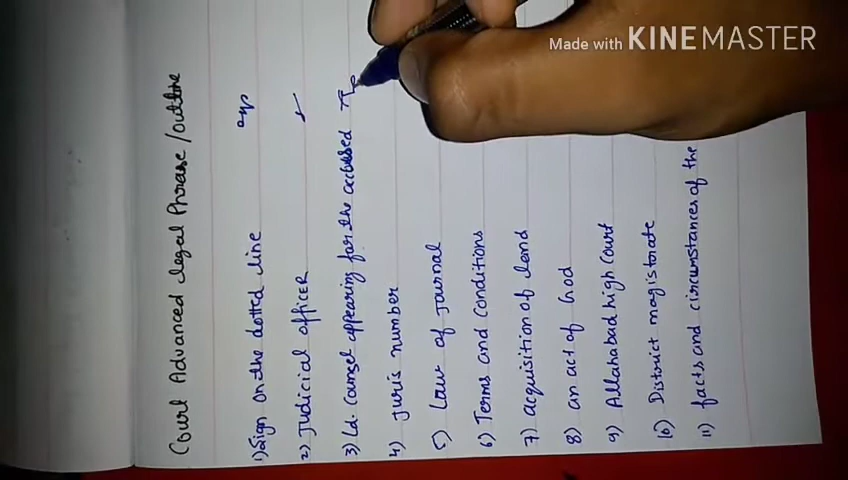 Made with KINEMASTER
Court Advanced legal Phrase/outline
1) Sign on the dotted line
2) Judicial officer
3) Ld. Counsel appearing for the accused
4) Juris number
5) Law of Journal
6) Terms and Conditions
7) acquisition of land
8) an act of God
9) Allahabad high Court
10) District magistrate
11) facts and circumstances of the